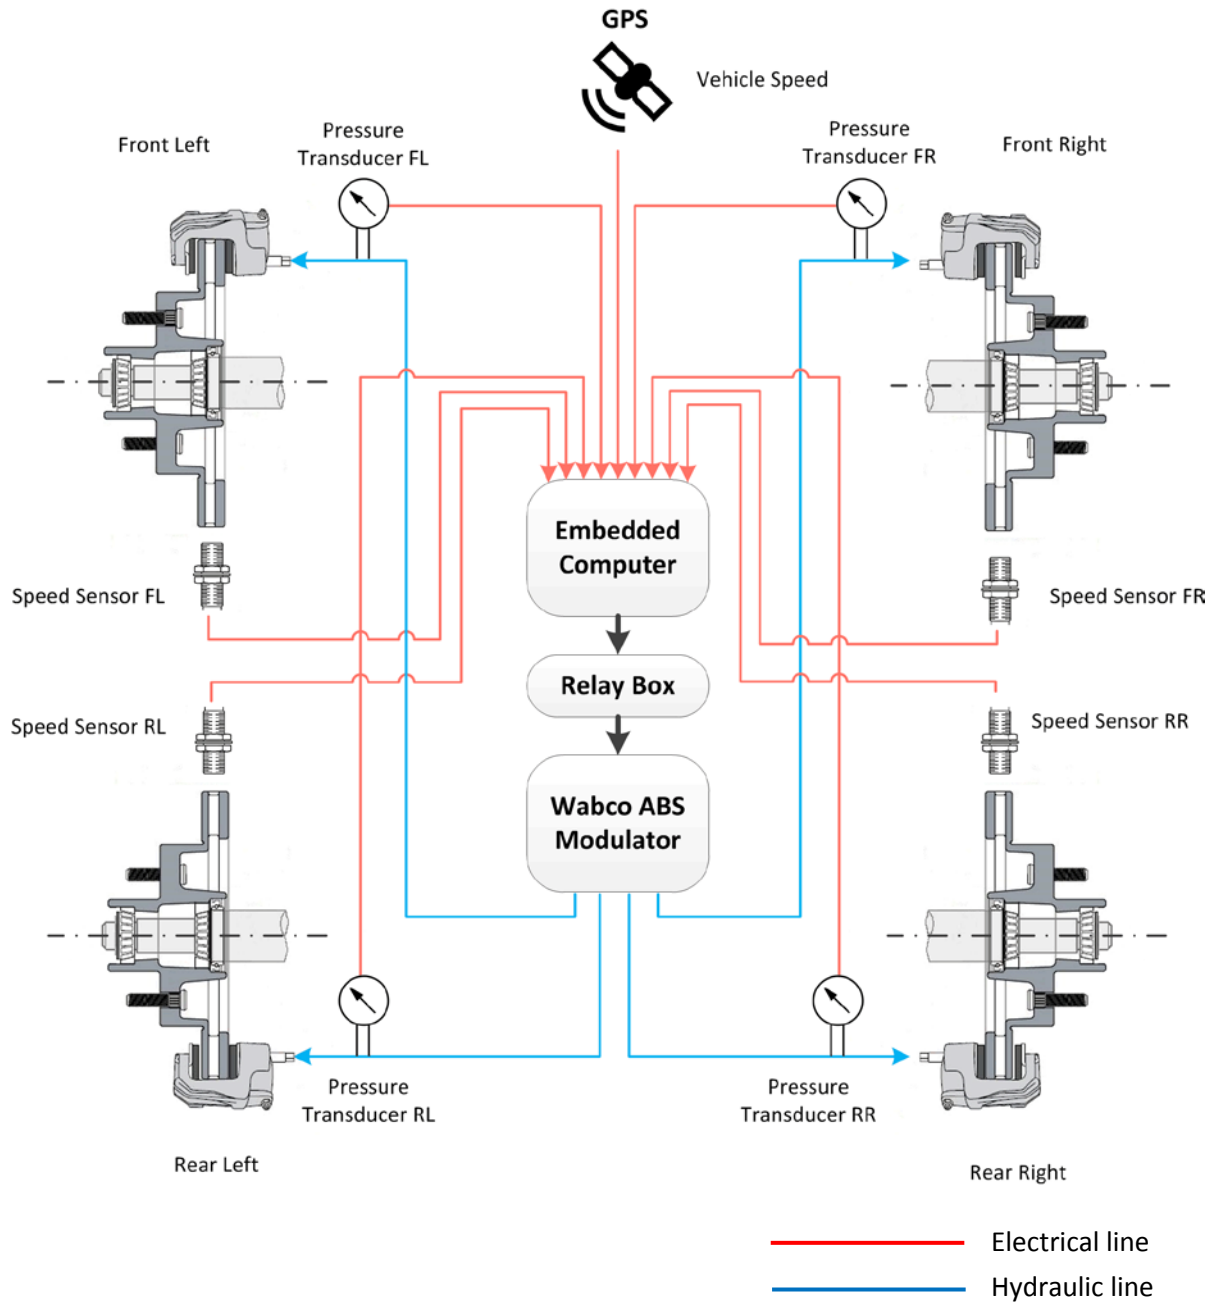 GPS
Vehicle Speed
Front Left
Pressure
Transducer FL
Pressure
Transducer FR
Front Right
Embedded
Computer
Speed Sensor FL
Speed Sensor FR
Relay Box
Speed Sensor RL
Speed Sensor RR
Wabco ABS
Modulator
Pressure
Transducer RL
Pressure
Transducer RR
Rear Left
Rear Right
Electrical line
Hydraulic line